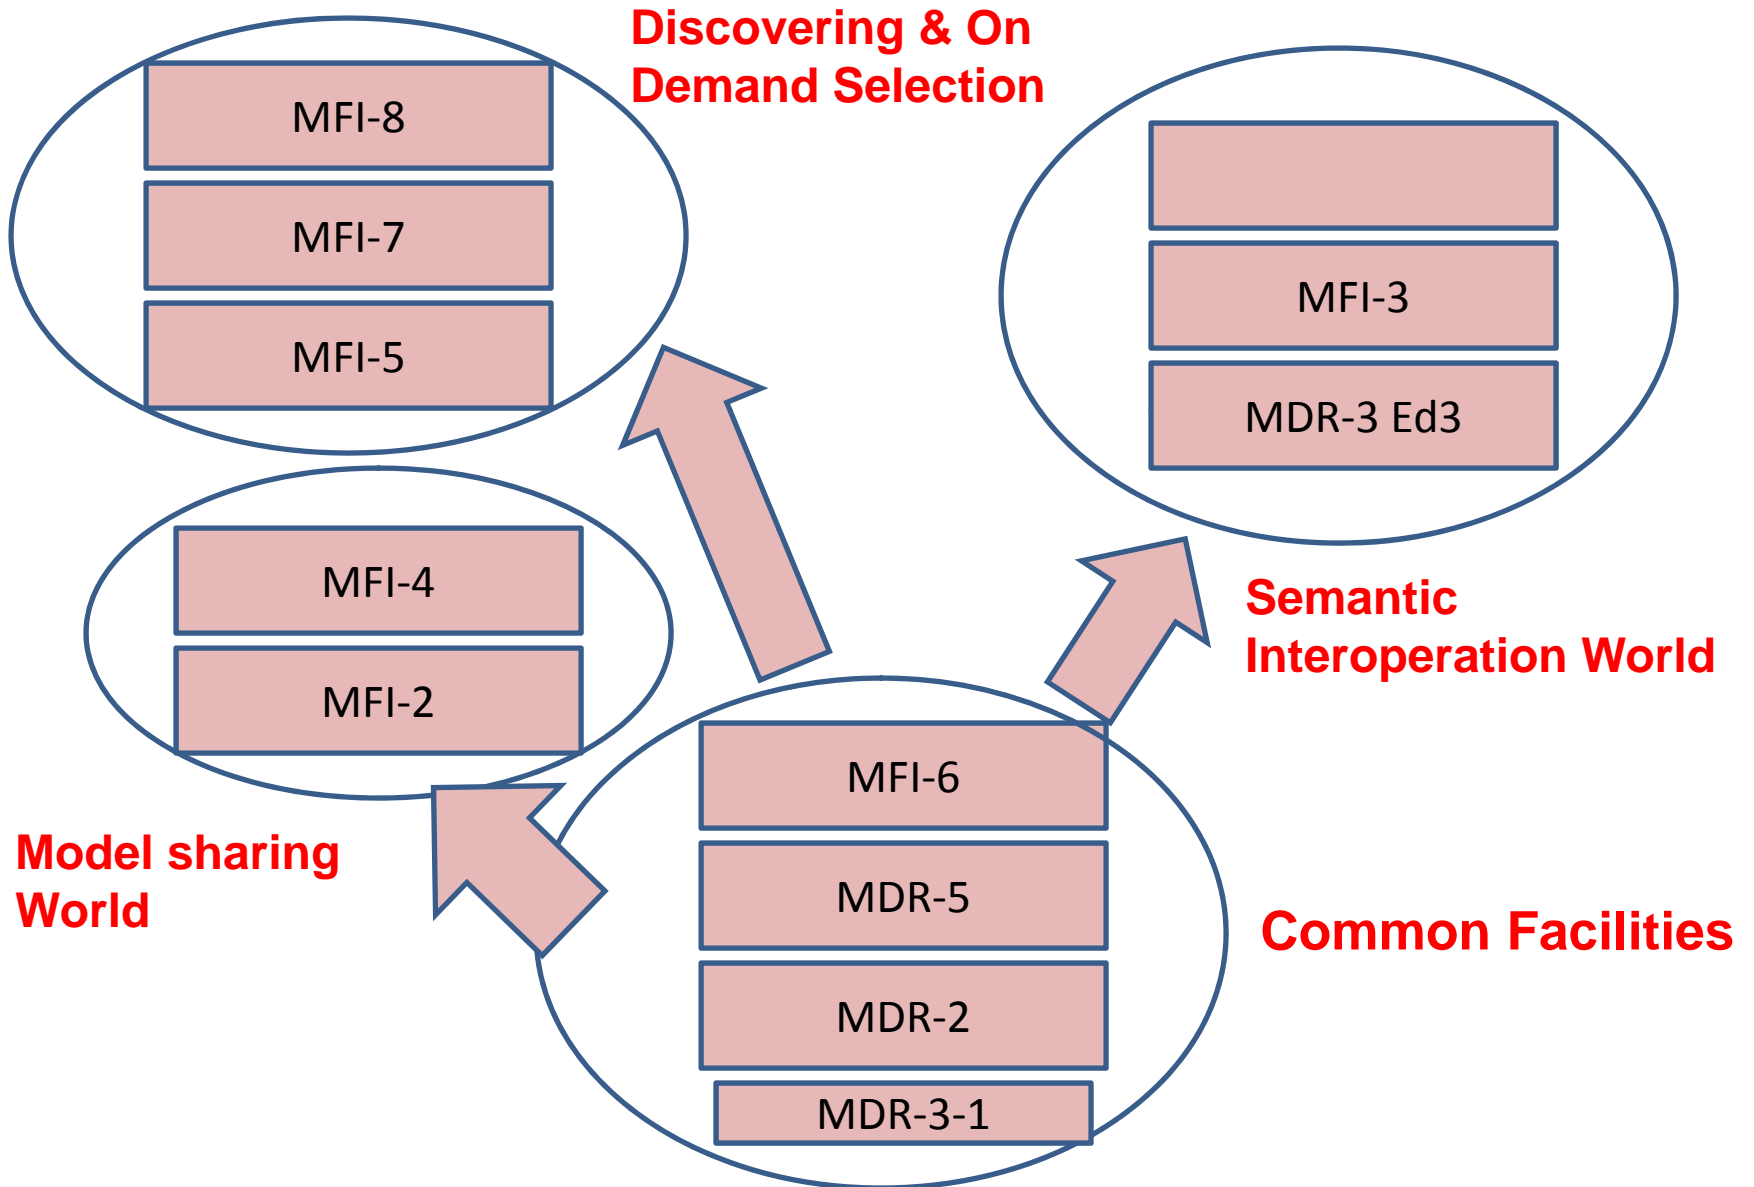 Discovering & On
Demand Selection
MFI-8
MFI-7
MFI-5
MFI-3
MDR-3 Ed3
MFI-4
MFI-2
Semantic
Interoperation World
Model sharing
World
MFI-6
MDR-5
MDR-2
MDR-3-1
Common Facilities